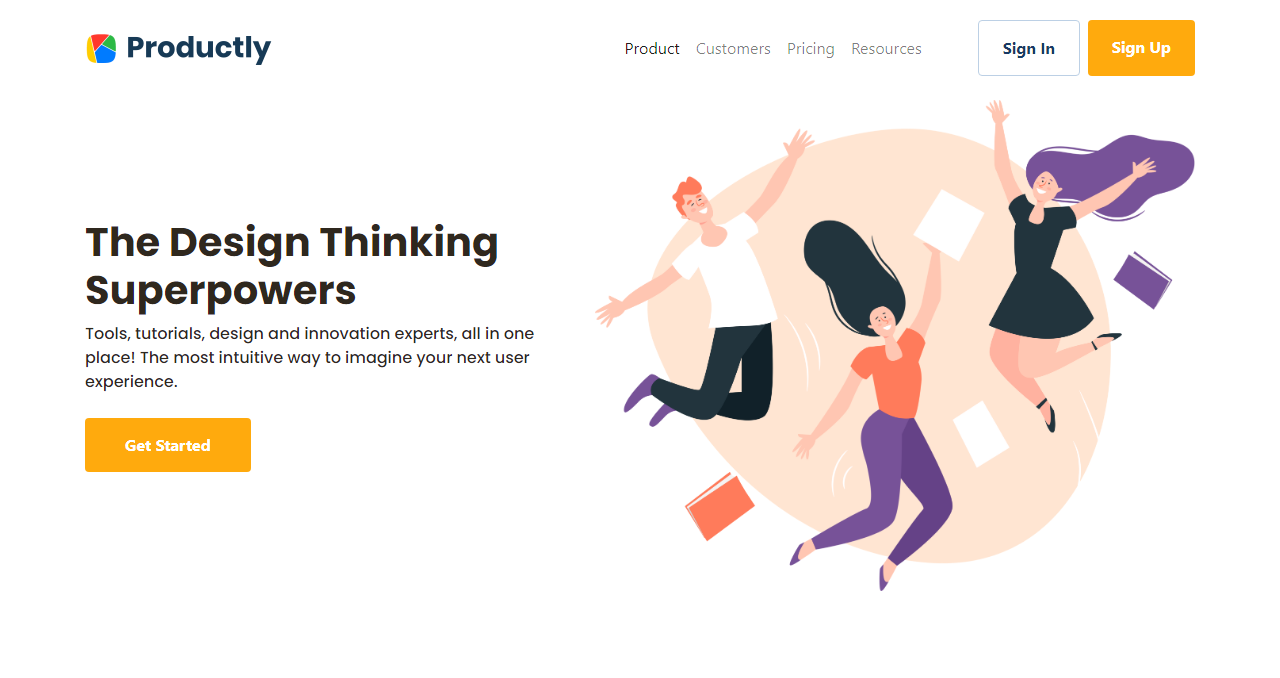 Productly
Product Customers Pricing Resources
Sign In
Sign Up
The Design Thinking
Superpowers
Tools, tutorials, design and innovation experts, all in one
place! The most intuitive way to imagine your next user
experience.
Get Started